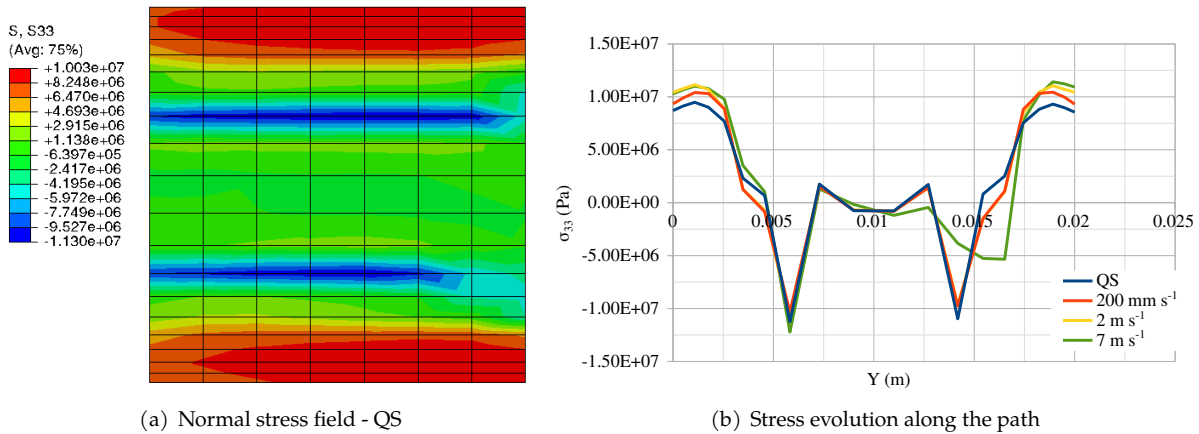 S, S33
(Avg: 75%)
+1.003e+07
+8.248e+06
+6.470e+06
+4.693e+06
+2.915e+06
+1.138e+06
-6.397e+05
-2.417e+06
-4.195e+06
-5.972e+06
-7.749e+06
-9.527e+06
-1.130e+07
(a) Normal stress field - QS
1.50E+07
1.00E+07
5.00E+06
0.00E+00
-5.00E+06
-1.00E+07
-1.50E+07
σ33 (Pa)
0 0.005 0.01 0.015 0.02 0.025
Y (m)
QS
200 mm s-1
2 m s-1
7 m s-1
(b) Stress evolution along the path